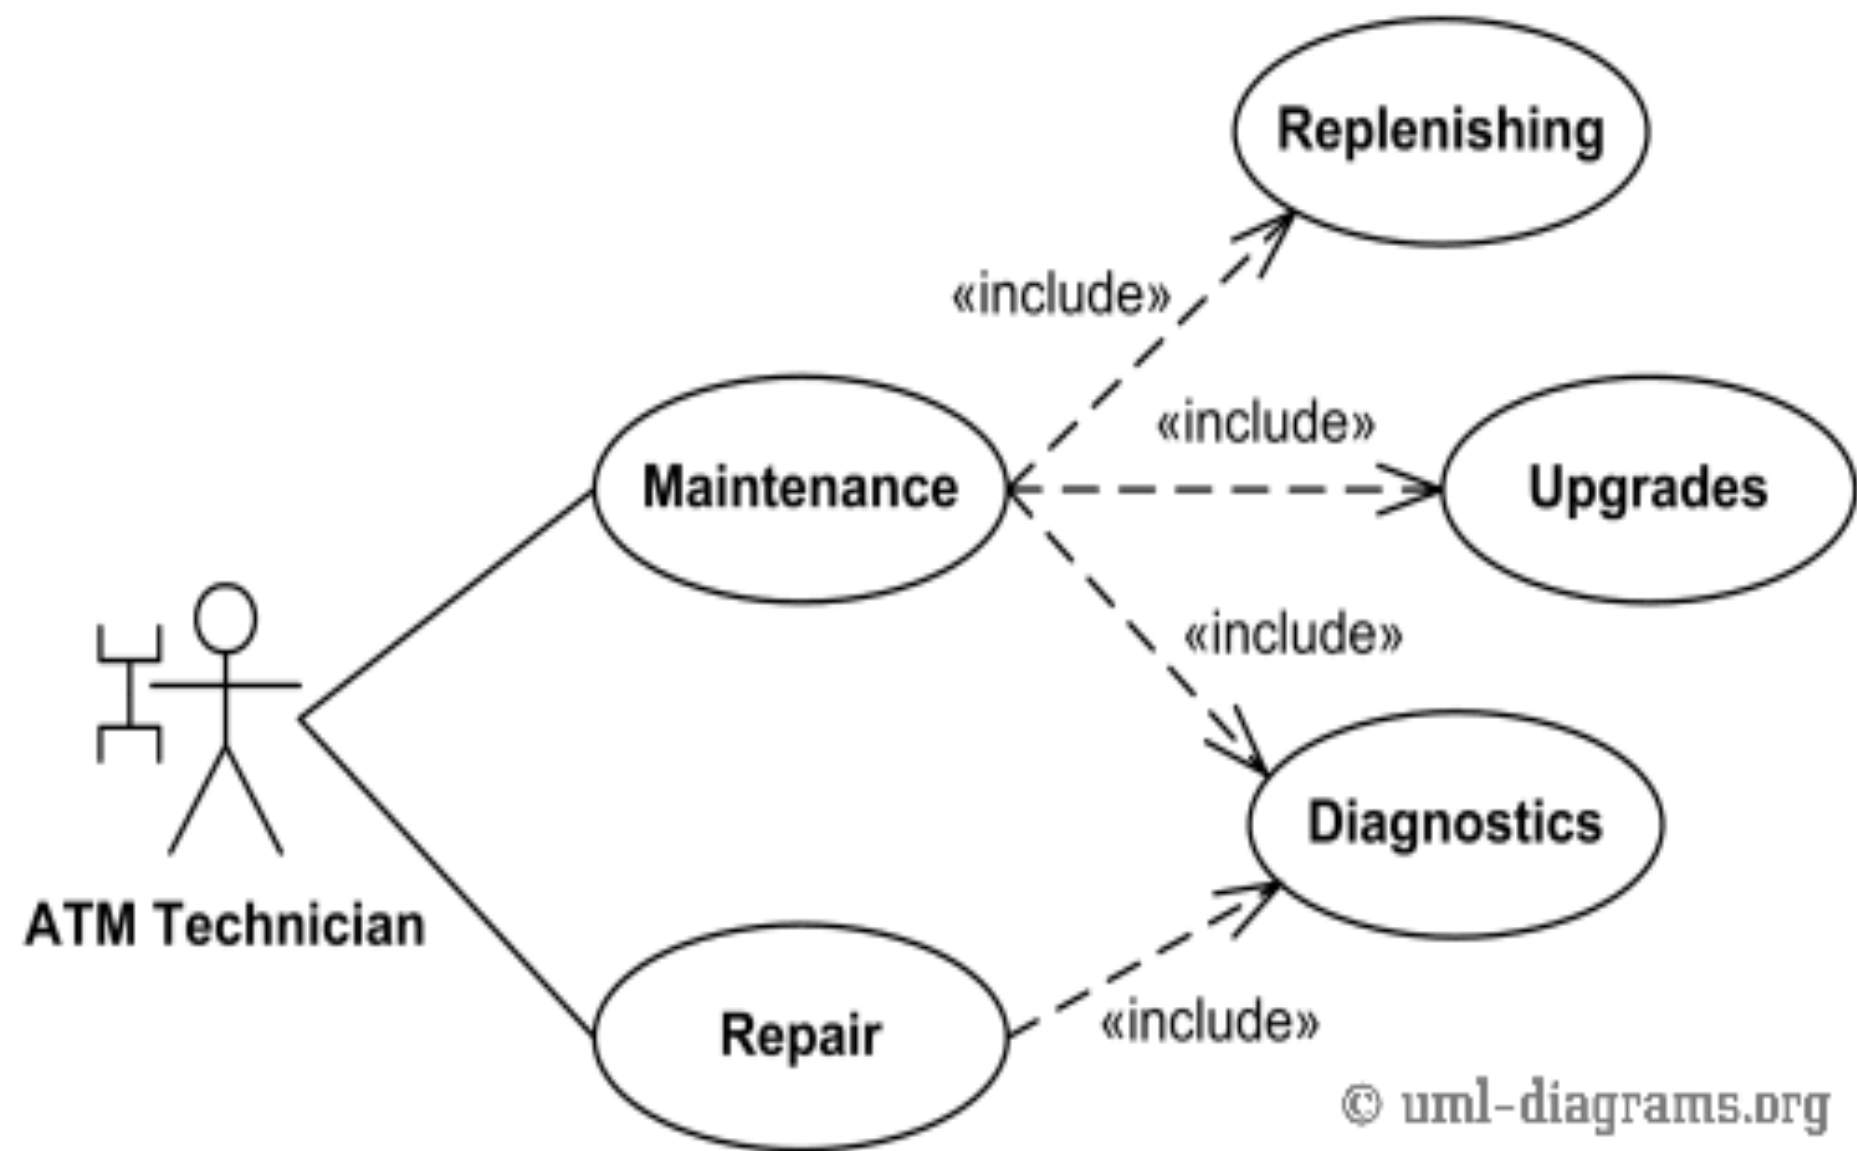 Replenishing
«include»
«include»
Maintenance
Upgrades
«include»
Diagnostics
ATM Technician
Repair
«include»
© uml-diagrams.org